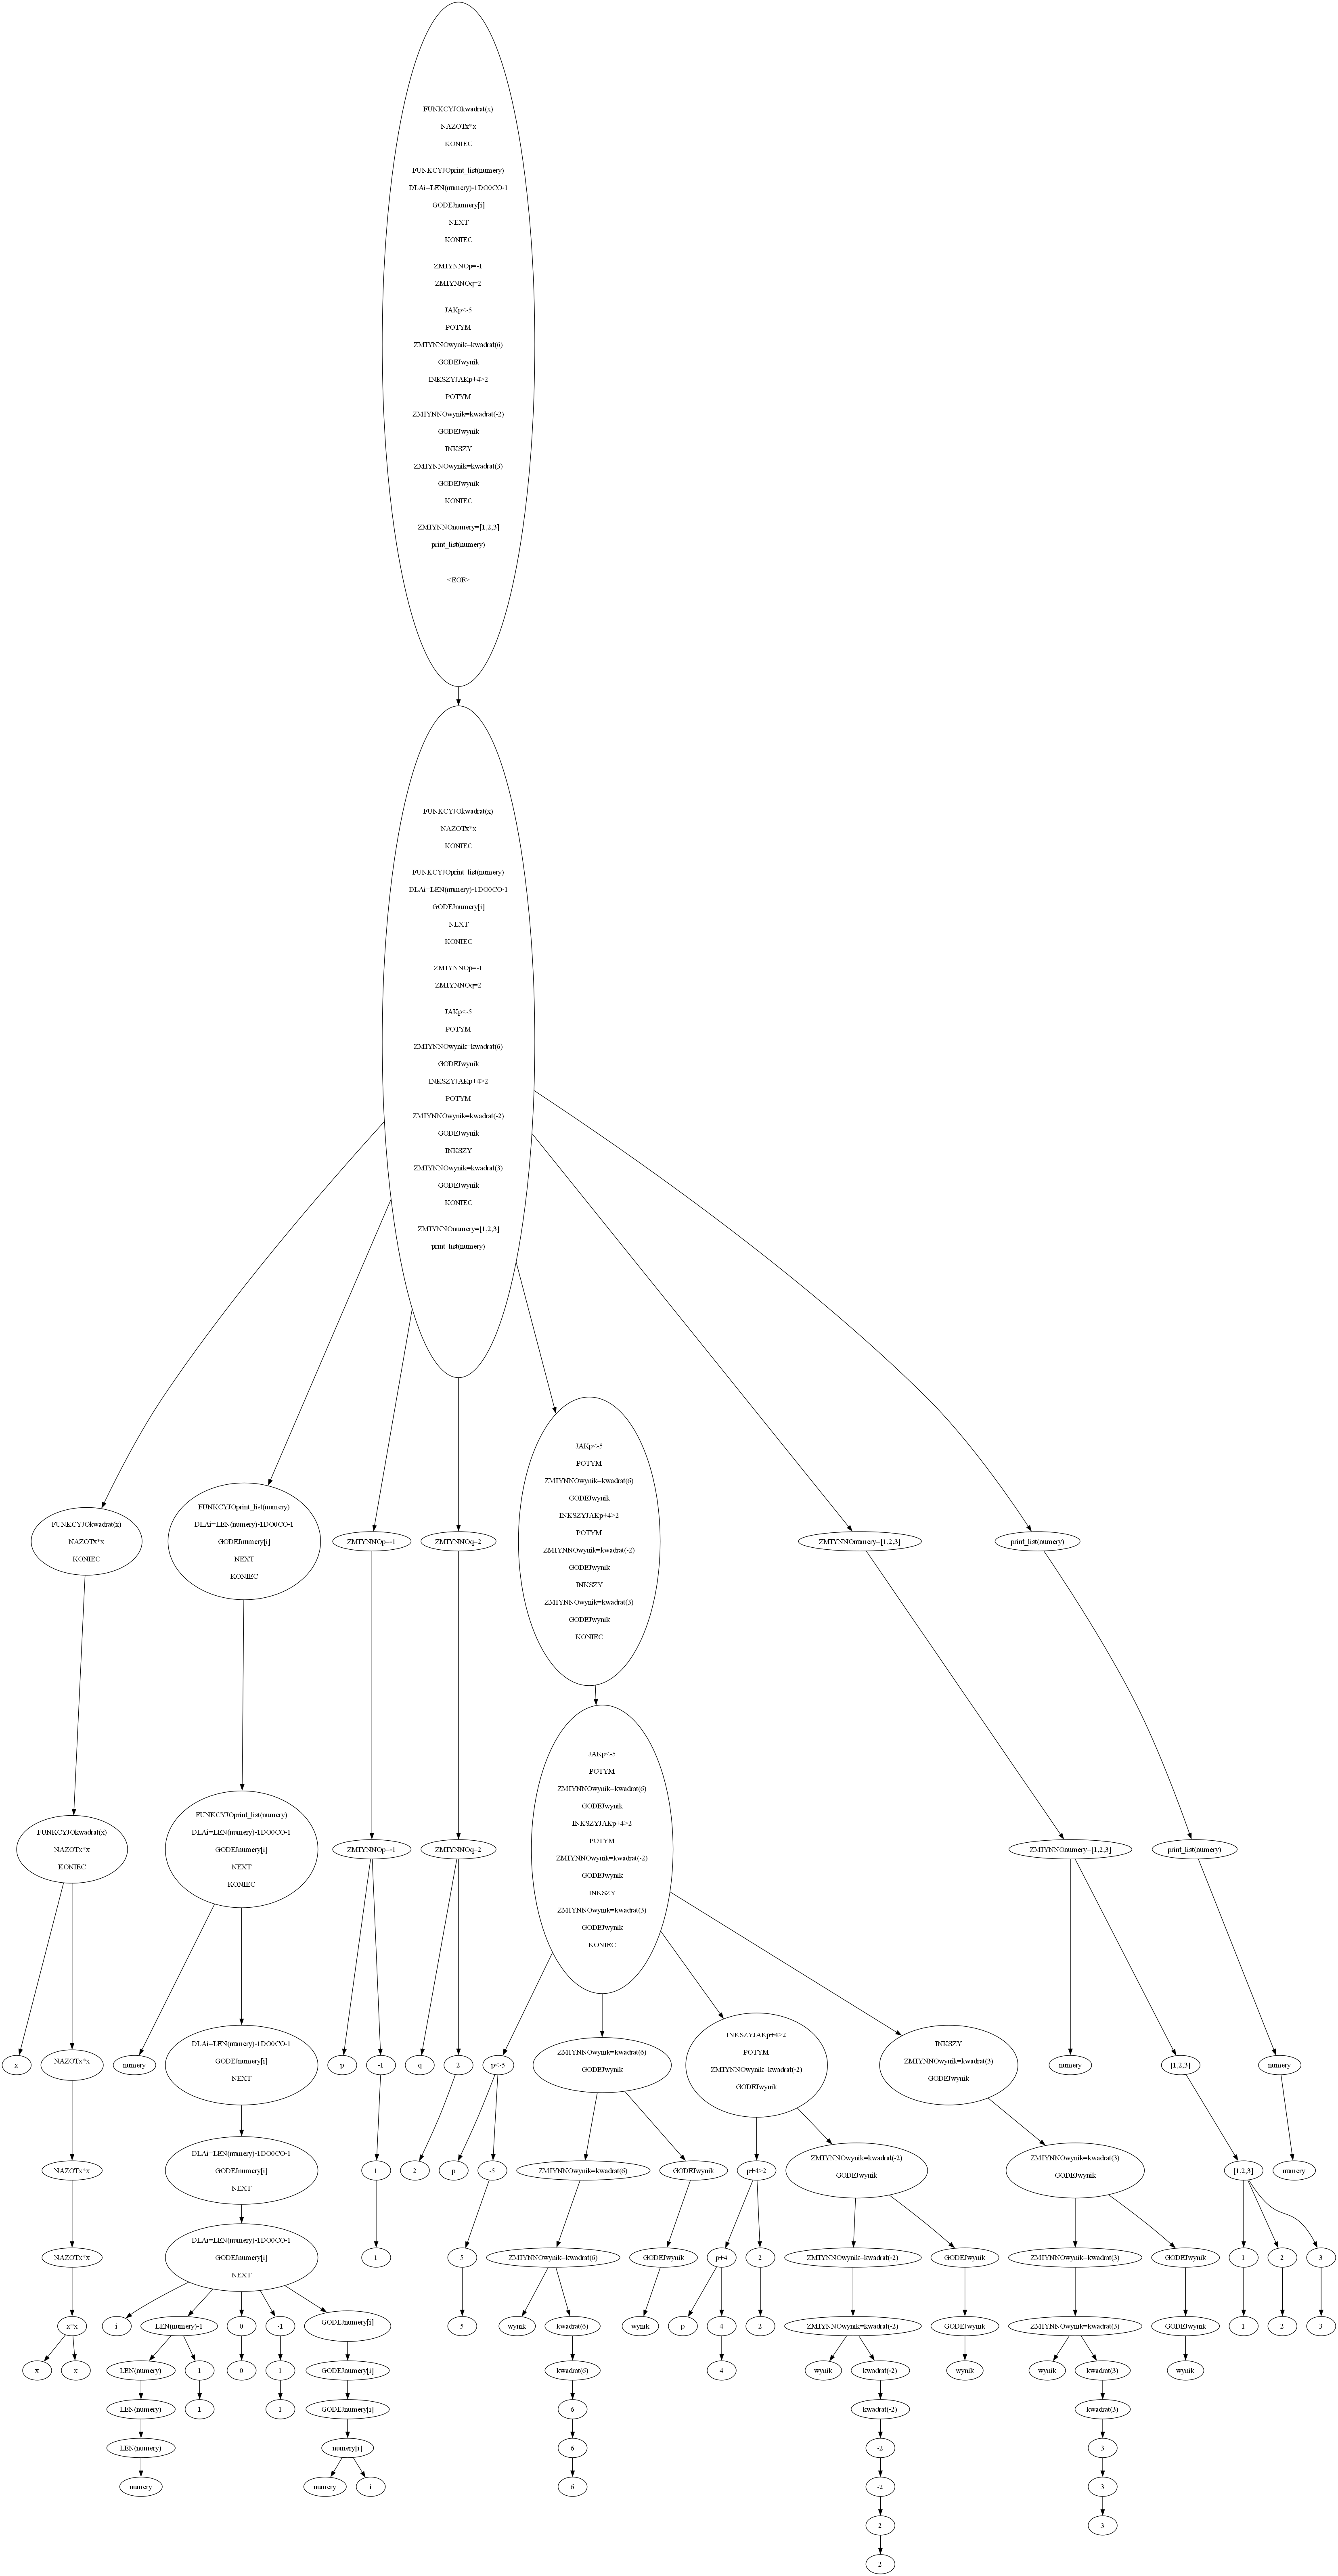 FUNKCYJOkwadrat(x)
NAZOTx*x
KONIEC
FUNKCYJOprint_list(numery)
DLAi=LEN(numery)-1DO0CO-1
GODEJnumery[i]
NEXT
KONIEC
ZMIYNNOp=-1
ZMIYNNOq=2
JAKp<-5
POTYM
ZMIYNNOwynik=kwadrat(6)
GODEJwynik
INKSZYJAKp+4>2
POTYM
ZMIYNNOwynik=kwadrat(-2)
GODEJwynik
INKSZY
ZMIYNNOwynik=kwadrat(3)
GODEJwynik
KONIEC
ZMIYNNOnumery=[1,2,3]
print_list(numery)
<EOF>
FUNKCYJOkwadrat(x)
NAZOTx*x
KONIEC
FUNKCYJOprint_list(numery)
DLAi=LEN(numery)-1DO0CO-1
GODEJnumery[i]
NEXT
KONIEC
ZMIYNNOp=-1
ZMIYNNOq=2
JAKp<-5
POTYM
ZMIYNNOwynik=kwadrat(6)
GODEJwynik
INKSZYJAKp+4>2
POTYM
ZMIYNNOwynik=kwadrat(-2)
GODEJwynik
INKSZY
ZMIYNNOwynik=kwadrat(3)
GODEJwynik
KONIEC
ZMIYNNOnumery=[1,2,3]
print_list(numery)
FUNKCYJOkwadrat(x)
NAZOTx*x
KONIEC
FUNKCYJOprint_list(numery)
DLAi=LEN(numery)-1DO0CO-1
GODEJnumery[i]
NEXT
KONIEC
ZMIYNNOp=-1
ZMIYNNOq=2
JAKp<-5
POTYM
ZMIYNNOwynik=kwadrat(6)
GODEJwynik
INKSZYJAKp+4>2
POTYM
ZMIYNNOwynik=kwadrat(-2)
GODEJwynik
INKSZY
ZMIYNNOwynik=kwadrat(3)
GODEJwynik
KONIEC
ZMIYNNOnumery=[1,2,3]
print_list(numery)
FUNKCYJOkwadrat(x)
NAZOTx*x
KONIEC
FUNKCYJOprint_list(numery)
DLAi=LEN(numery)-1DO0CO-1
GODEJnumery[i]
NEXT
KONIEC
ZMIYNNOp=-1
ZMIYNNOq=2
JAKp<-5
POTYM
ZMIYNNOwynik=kwadrat(6)
GODEJwynik
INKSZYJAKp+4>2
POTYM
ZMIYNNOwynik=kwadrat(-2)
GODEJwynik
INKSZY
ZMIYNNOwynik=kwadrat(3)
GODEJwynik
KONIEC
ZMIYNNOnumery=[1,2,3]
print_list(numery)
x
NAZOTx*x
numery
DLAi=LEN(numery)-1DO0CO-1
GODEJnumery[i]
NEXT
p
-1
q
2
p<-5
ZMIYNNOwynik=kwadrat(6)
GODEJwynik
INKSZYJAKp+4>2
POTYM
ZMIYNNOwynik=kwadrat(-2)
GODEJwynik
INKSZY
ZMIYNNOwynik=kwadrat(3)
GODEJwynik
numery
[1,2,3]
numery
NAZOTx*x
DLAi=LEN(numery)-1DO0CO-1
GODEJnumery[i]
NEXT
1
2
p
-5
ZMIYNNOwynik=kwadrat(6)
GODEJwynik
p+4>2
ZMIYNNOwynik=kwadrat(-2)
GODEJwynik
ZMIYNNOwynik=kwadrat(3)
GODEJwynik
[1,2,3]
numery
NAZOTx*x
DLAi=LEN(numery)-1DO0CO-1
GODEJnumery[i]
NEXT
1
5
ZMIYNNOwynik=kwadrat(6)
GODEJwynik
p+4
2
ZMIYNNOwynik=kwadrat(-2)
GODEJwynik
ZMIYNNOwynik=kwadrat(3)
GODEJwynik
1
2
3
x*x
i
LEN(numery)-1
0
-1
GODEJnumery[i]
5
wynik
kwadrat(6)
wynik
p
4
2
ZMIYNNOwynik=kwadrat(-2)
GODEJwynik
ZMIYNNOwynik=kwadrat(3)
GODEJwynik
1
2
3
x
x
LEN(numery)
1
0
1
GODEJnumery[i]
kwadrat(6)
4
wynik
kwadrat(-2)
wynik
wynik
kwadrat(3)
wynik
LEN(numery)
1
1
GODEJnumery[i]
6
kwadrat(-2)
kwadrat(3)
LEN(numery)
numery[i]
6
-2
3
numery
numery
i
6
-2
3
2
3
2